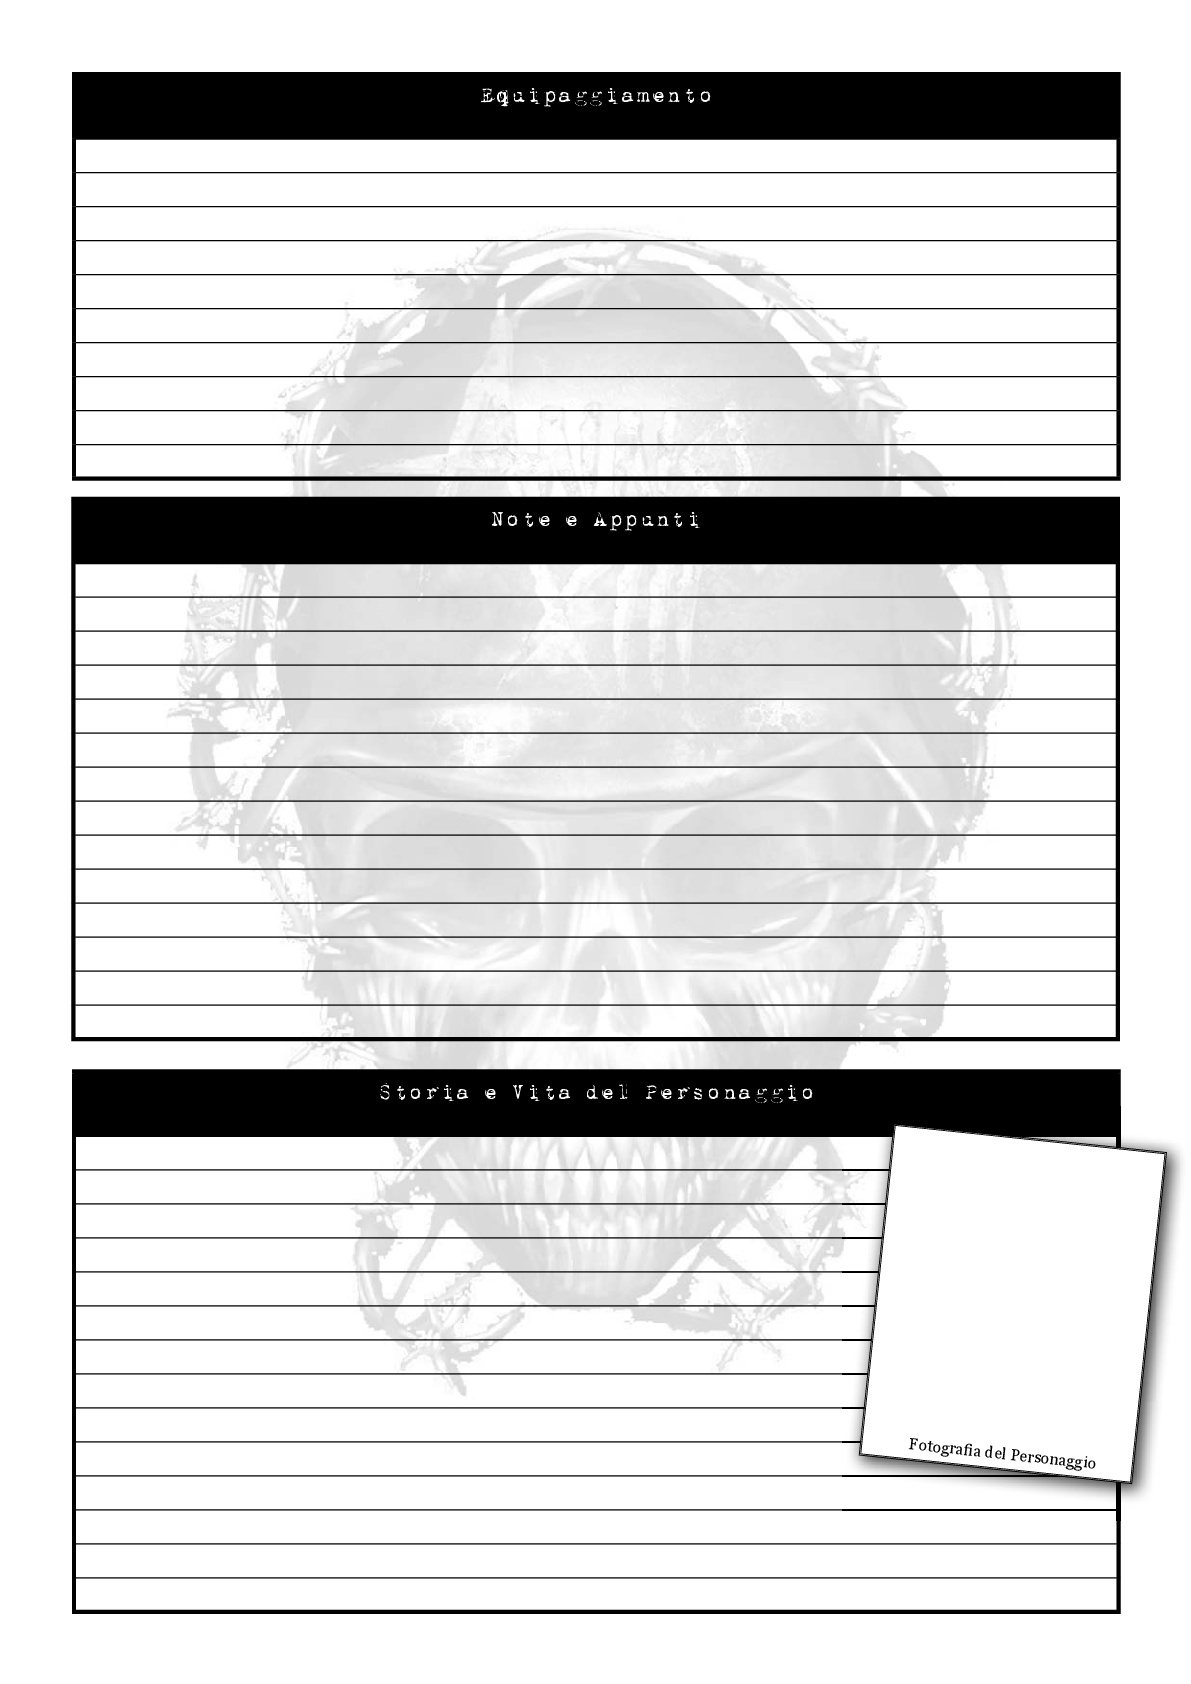 Equipaggiamento
Note e Appunti
Storia e Vita del Personaggio
Fotografia del Personaggio